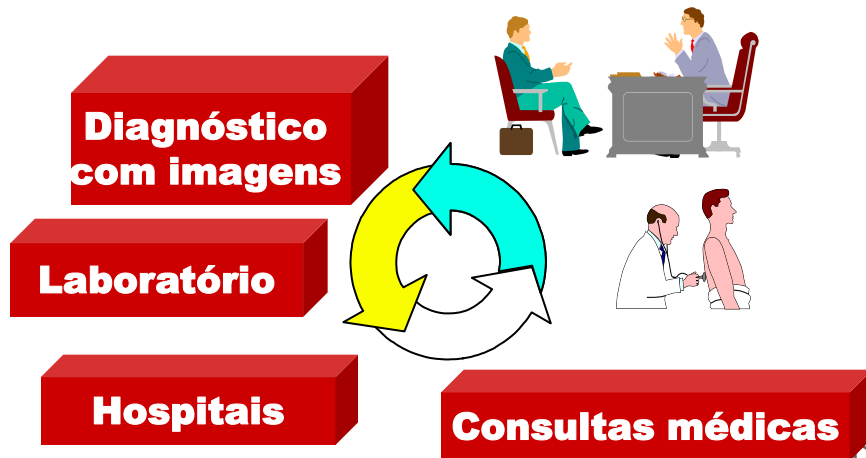 Diagnóstico
com imagens
Laboratório
Hospitais
Consultas médicas